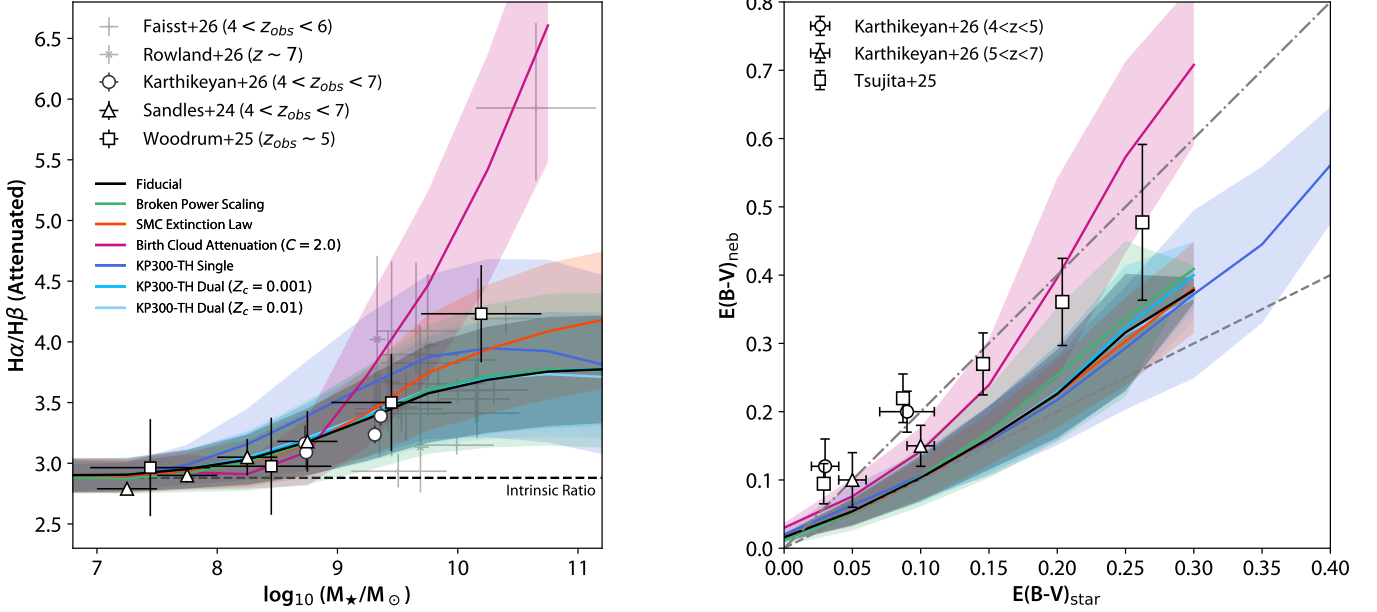 Hα/Hβ (Attenuated)
6.5
6.0
5.5
5.0
4.5
4.0
3.5
3.0
2.5
Faisst+26 (4 < z_obs < 6)
Rowland+26 (z ~ 7)
Karthikeyan+26 (4 < z_obs < 7)
Sandles+24 (4 < z_obs < 7)
Woodrum+25 (z_obs ~ 5)
Fiducial
Broken Power Scaling
SMC Extinction Law
Birth Cloud Attenuation (C = 2.0)
KP300-TH Single
KP300-TH Dual (Z_c = 0.001)
KP300-TH Dual (Z_c = 0.01)
Intrinsic Ratio
7 8 9 10 11
log₁₀ (M★/M⊙)
E(B-V)neb
0.8
0.7
0.6
0.5
0.4
0.3
0.2
0.1
0.0
Karthikeyan+26 (4<z<5)
Karthikeyan+26 (5<z<7)
Tsujita+25
0.00 0.05 0.10 0.15 0.20 0.25 0.30 0.35 0.40
E(B-V)star